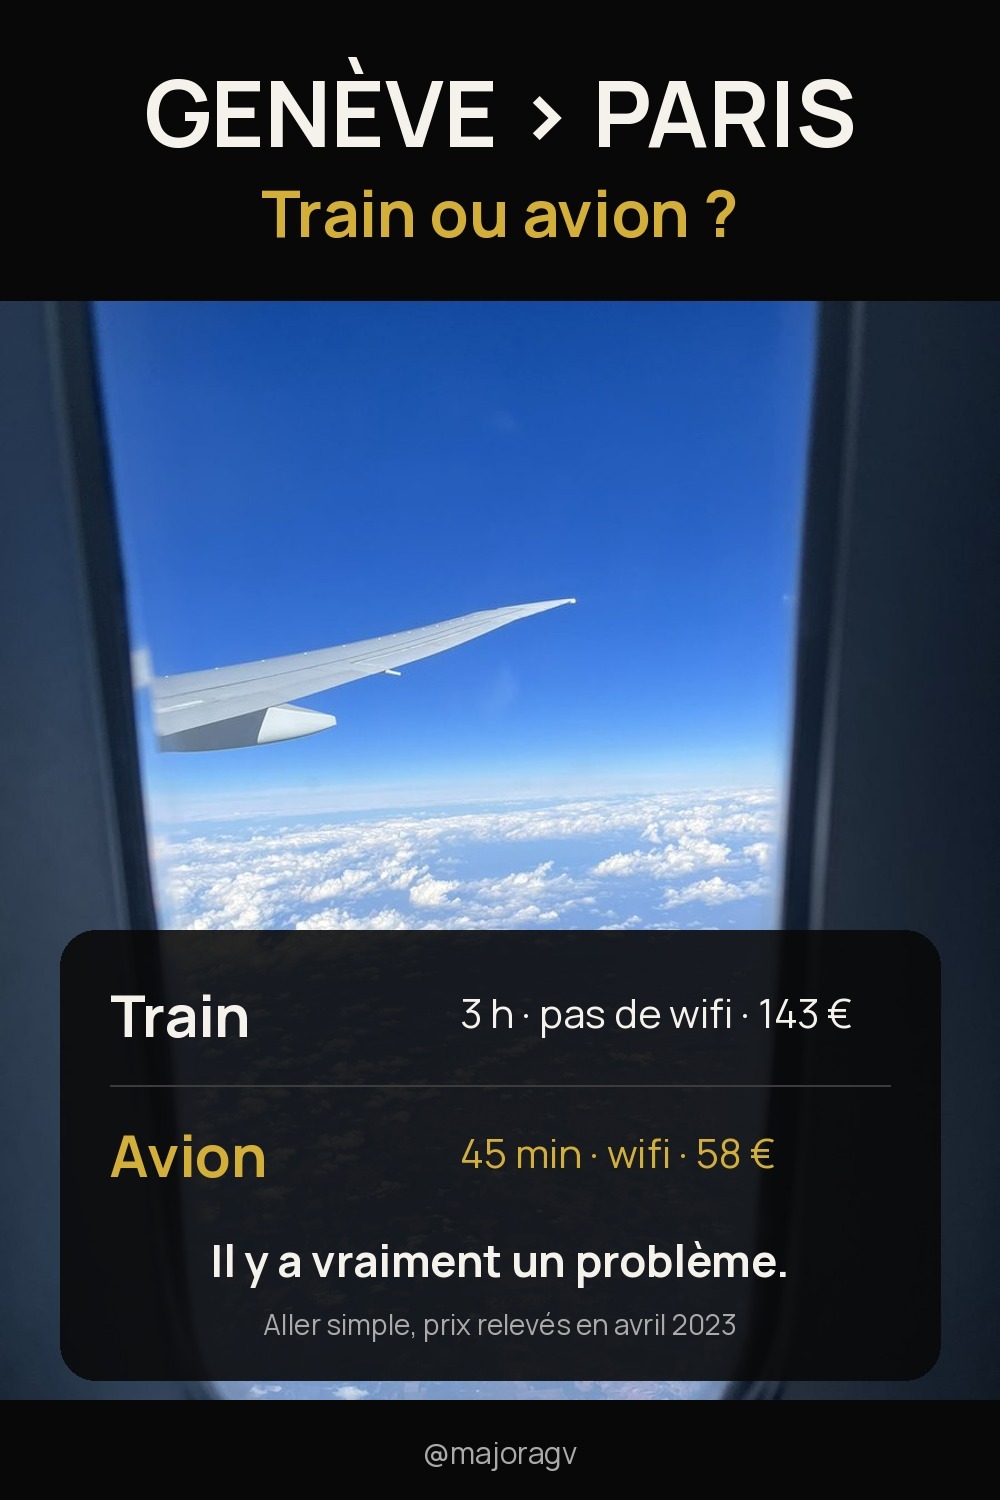 GENÈVE › PARIS
Train ou avion ?
Train 3 h · pas de wifi · 143 €
Avion 45 min · wifi · 58 €
Il y a vraiment un problème.
Aller simple, prix relevés en avril 2023
@majoragv